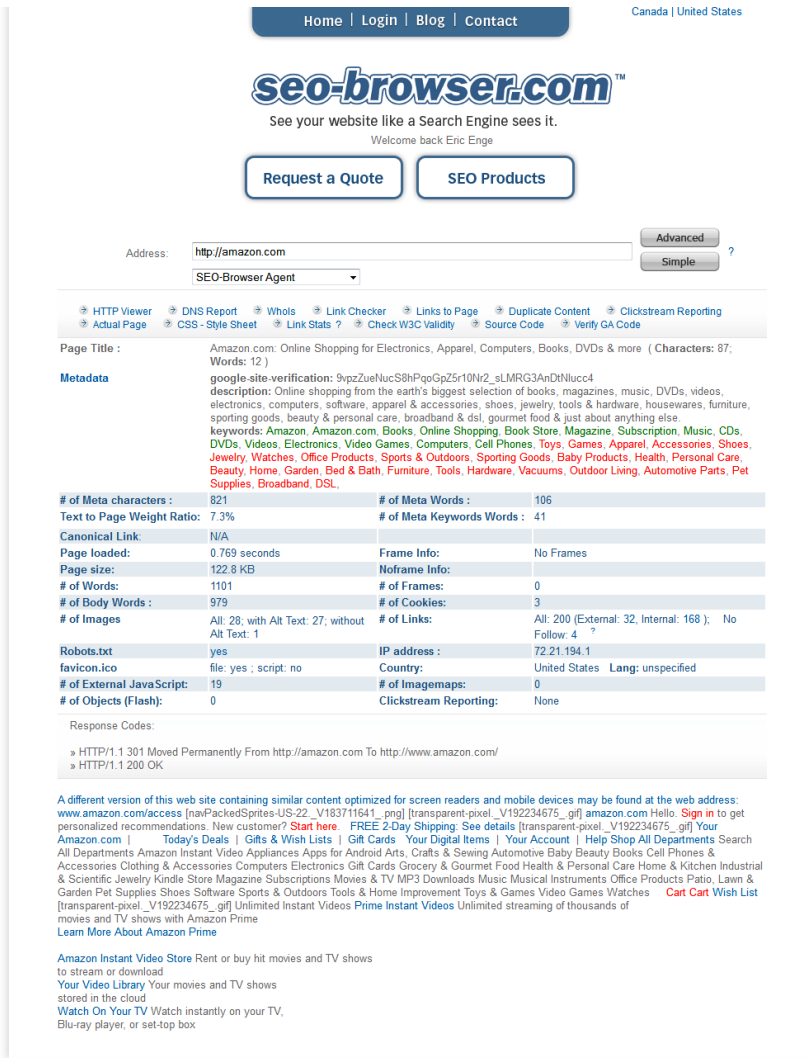 Canada | United States
Home | Login | Blog | Contact
seo-browser.com™
See your website like a Search Engine sees it.
Welcome back Eric Enge
Request a Quote SEO Products
Advanced
Address: http://amazon.com ?
Simple
SEO-Browser Agent
HTTP Viewer DNS Report WhoIs Link Checker Links to Page Duplicate Content Clickstream Reporting
Actual Page CSS - Style Sheet Link Stats ? Check W3C Validity Source Code Verify GA Code
Page Title : Amazon.com: Online Shopping for Electronics, Apparel, Computers, Books, DVDs & more ( Characters: 87;
Words: 12 )
Metadata google-site-verification: 9vpzZueNucS8hPqoGpZ5r10Nr2_sLMRG3AnDtNlucc4
description: Online shopping from the earth's biggest selection of books, magazines, music, DVDs, videos,
electronics, computers, software, apparel & accessories, shoes, jewelry, tools & hardware, housewares, furniture,
sporting goods, beauty & personal care, broadband & dsl, gourmet food & just about anything else.
keywords: Amazon, Amazon.com, Books, Online Shopping, Book Store, Magazine, Subscription, Music, CDs,
DVDs, Videos, Electronics, Video Games, Computers, Cell Phones, Toys, Games, Apparel, Accessories, Shoes,
Jewelry, Watches, Office Products, Sports & Outdoors, Sporting Goods, Baby Products, Health, Personal Care,
Beauty, Home, Garden, Bed & Bath, Furniture, Tools, Hardware, Vacuums, Outdoor Living, Automotive Parts, Pet
Supplies, Broadband, DSL,
# of Meta characters : 821 # of Meta Words : 106
Text to Page Weight Ratio: 7.3% # of Meta Keywords Words : 41
Canonical Link: N/A
Page loaded: 0.769 seconds Frame Info: No Frames
Page size: 122.8 KB Noframe Info:
# of Words: 1101 # of Frames: 0
# of Body Words : 979 # of Cookies: 3
# of Images All: 28; with Alt Text: 27; without # of Links: All: 200 (External: 32, Internal: 168 ); No
Alt Text: 1 Follow: 4 ?
Robots.txt yes IP address : 72.21.194.1
favicon.ico file: yes ; script: no Country: United States Lang: unspecified
# of External JavaScript: 19 # of Imagemaps: 0
# of Objects (Flash): 0 Clickstream Reporting: None
Response Codes:
» HTTP/1.1 301 Moved Permanently From http://amazon.com To http://www.amazon.com/
» HTTP/1.1 200 OK
A different version of this web site containing similar content optimized for screen readers and mobile devices may be found at the web address:
www.amazon.com/access [navPackedSprites-US-22._V183711641_.png] [transparent-pixel._V192234675_.gif] amazon.com Hello. Sign in to get
personalized recommendations. New customer? Start here. FREE 2-Day Shipping: See details [transparent-pixel._V192234675_.gif] Your
Amazon.com | Today's Deals | Gifts & Wish Lists | Gift Cards Your Digital Items | Your Account | Help Shop All Departments Search
All Departments Amazon Instant Video Appliances Apps for Android Arts, Crafts & Sewing Automotive Baby Beauty Books Cell Phones &
Accessories Clothing & Accessories Computers Electronics Gift Cards Grocery & Gourmet Food Health & Personal Care Home & Kitchen Industrial
& Scientific Jewelry Kindle Store Magazine Subscriptions Movies & TV MP3 Downloads Music Musical Instruments Office Products Patio, Lawn &
Garden Pet Supplies Shoes Software Sports & Outdoors Tools & Home Improvement Toys & Games Video Games Watches Cart Cart Wish List
[transparent-pixel._V192234675_.gif] Unlimited Instant Videos Prime Instant Videos Unlimited streaming of thousands of
movies and TV shows with Amazon Prime
Learn More About Amazon Prime
Amazon Instant Video Store Rent or buy hit movies and TV shows
to stream or download
Your Video Library Your movies and TV shows
stored in the cloud
Watch On Your TV Watch instantly on your TV,
Blu-ray player, or set-top box